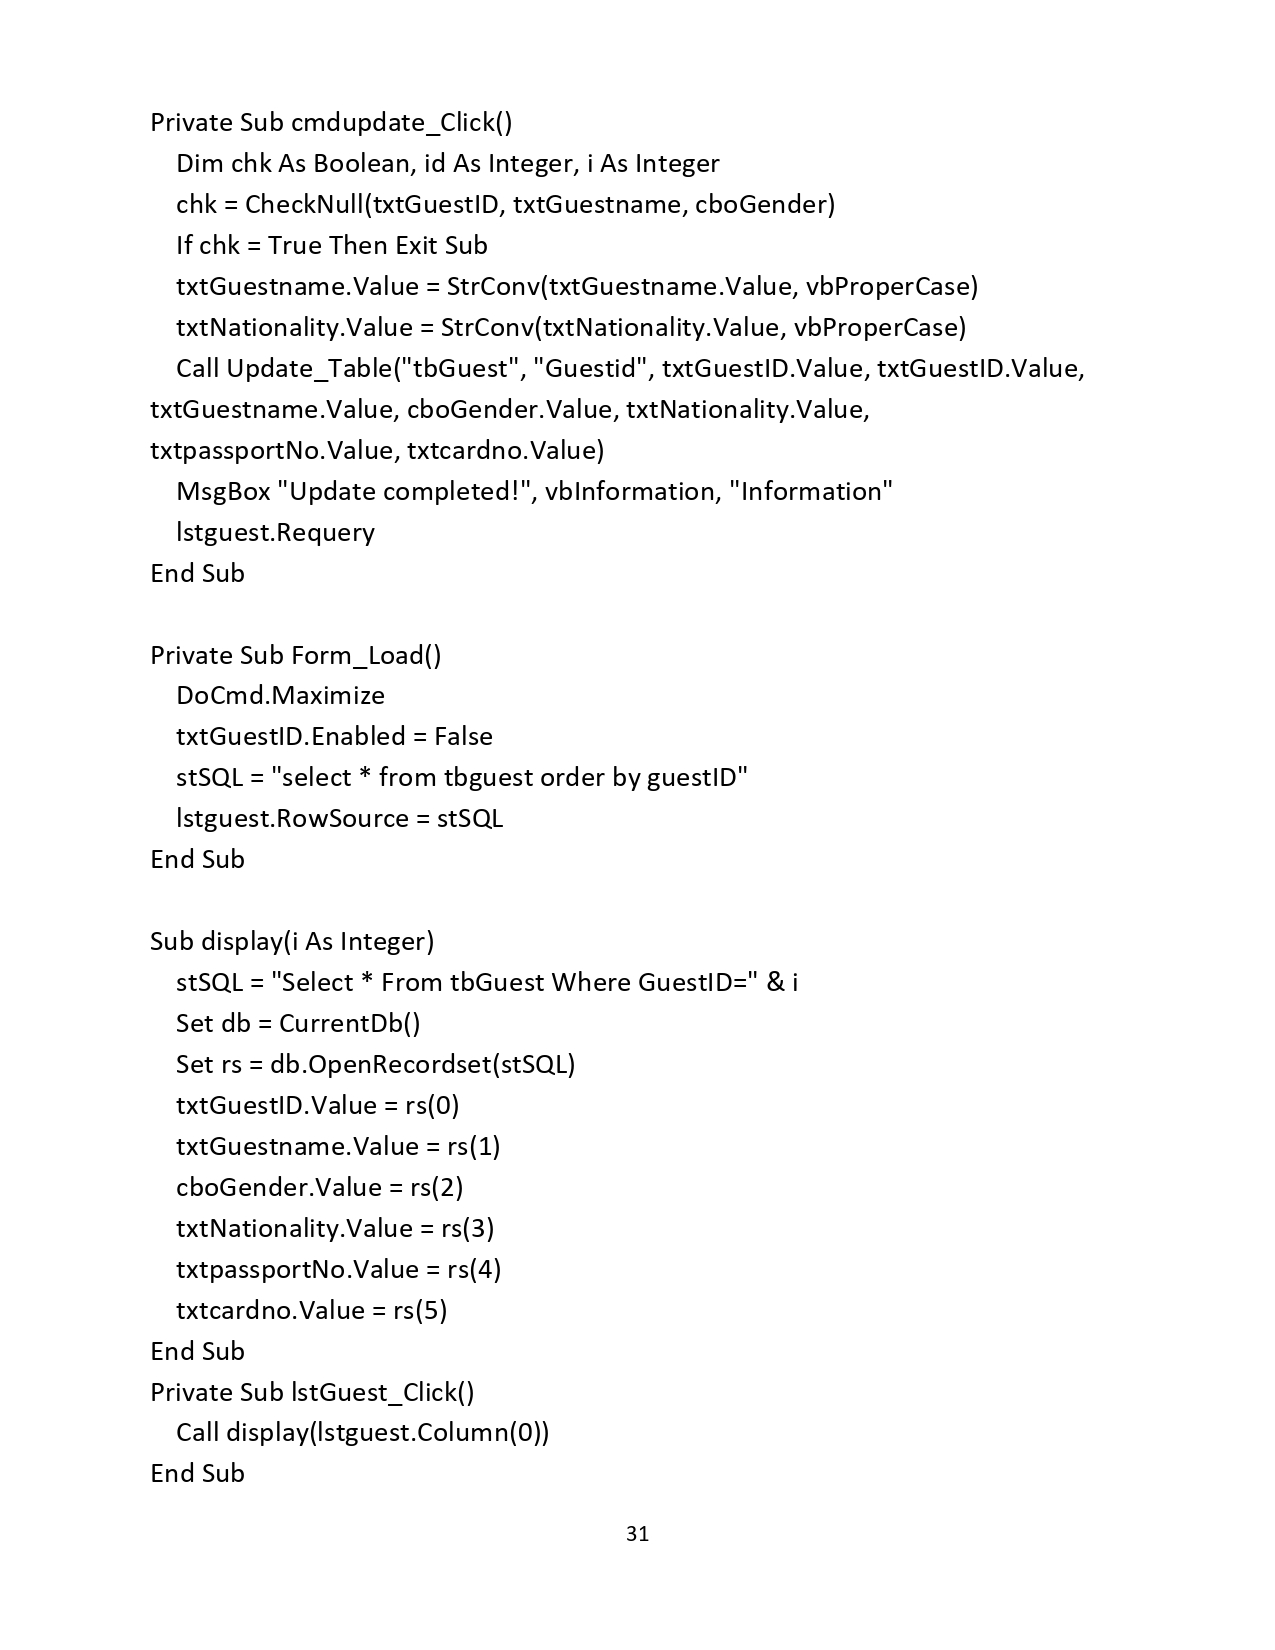 Private Sub cmdupdate_Click()
Dim chk As Boolean, id As Integer, i As Integer
chk = CheckNull(txtGuestID, txtGuestname, cboGender)
If chk = True Then Exit Sub
txtGuestname.Value = StrConv(txtGuestname.Value, vbProperCase)
txtNationality.Value = StrConv(txtNationality.Value, vbProperCase)
Call Update_Table("tbGuest", "Guestid", txtGuestID.Value, txtGuestID.Value,
txtGuestname.Value, cboGender.Value, txtNationality.Value,
txtpassportNo.Value, txtcardno.Value)
MsgBox "Update completed!", vbInformation, "Information"
lstguest.Requery
End Sub
Private Sub Form_Load()
DoCmd.Maximize
txtGuestID.Enabled = False
stSQL = "select * from tbguest order by guestID"
lstguest.RowSource = stSQL
End Sub
Sub display(i As Integer)
stSQL = "Select * From tbGuest Where GuestID=" & i
Set db = CurrentDb()
Set rs = db.OpenRecordset(stSQL)
txtGuestID.Value = rs(0)
txtGuestname.Value = rs(1)
cboGender.Value = rs(2)
txtNationality.Value = rs(3)
txtpassportNo.Value = rs(4)
txtcardno.Value = rs(5)
End Sub
Private Sub lstGuest_Click()
Call display(lstguest.Column(0))
End Sub
31